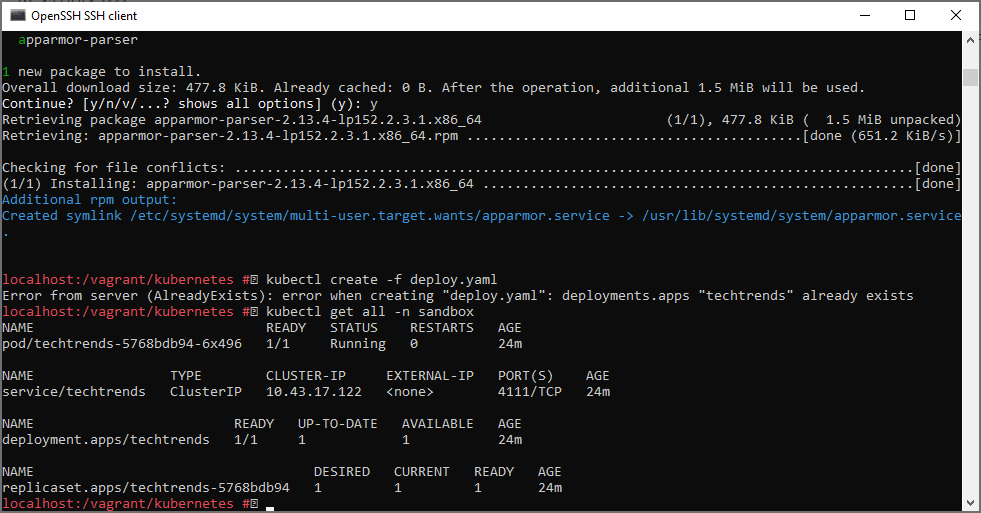 OpenSSH SSH client
apparmor-parser
1 new package to install.
Overall download size: 477.8 KiB. Already cached: 0 B. After the operation, additional 1.5 MiB will be used.
Continue? [y/n/v/...? shows all options] (y): y
Retrieving package apparmor-parser-2.13.4-lp152.2.3.1.x86_64 (1/1), 477.8 KiB ( 1.5 MiB unpacked)
Retrieving: apparmor-parser-2.13.4-lp152.2.3.1.x86_64.rpm ..........................................[done (651.2 KiB/s)]
Checking for file conflicts: .....................................................................................[done]
(1/1) Installing: apparmor-parser-2.13.4-lp152.2.3.1.x86_64 ......................................................[done]
Additional rpm output:
Created symlink /etc/systemd/system/multi-user.target.wants/apparmor.service -> /usr/lib/systemd/system/apparmor.service
.
localhost:/vagrant/kubernetes # kubectl create -f deploy.yaml
Error from server (AlreadyExists): error when creating "deploy.yaml": deployments.apps "techtrends" already exists
localhost:/vagrant/kubernetes # kubectl get all -n sandbox
NAME READY STATUS RESTARTS AGE
pod/techtrends-5768bdb94-6x496 1/1 Running 0 24m
NAME TYPE CLUSTER-IP EXTERNAL-IP PORT(S) AGE
service/techtrends ClusterIP 10.43.17.122 <none> 4111/TCP 24m
NAME READY UP-TO-DATE AVAILABLE AGE
deployment.apps/techtrends 1/1 1 1 24m
NAME DESIRED CURRENT READY AGE
replicaset.apps/techtrends-5768bdb94 1 1 1 24m
localhost:/vagrant/kubernetes #